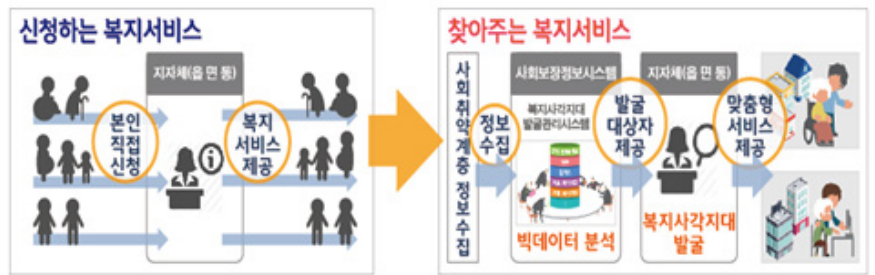 신청하는 복지서비스
지자체(읍 면 동)
본인
직접
신청
복지
서비스
제공
찾아주는 복지서비스
사회취약계층 정보수집
정보
수집
사회보장정보시스템
복지사각지대
발굴관리시스템
빅데이터 분석
발굴
대상자
제공
지자체(읍 면 동)
복지사각지대
발굴
맞춤형
서비스
제공